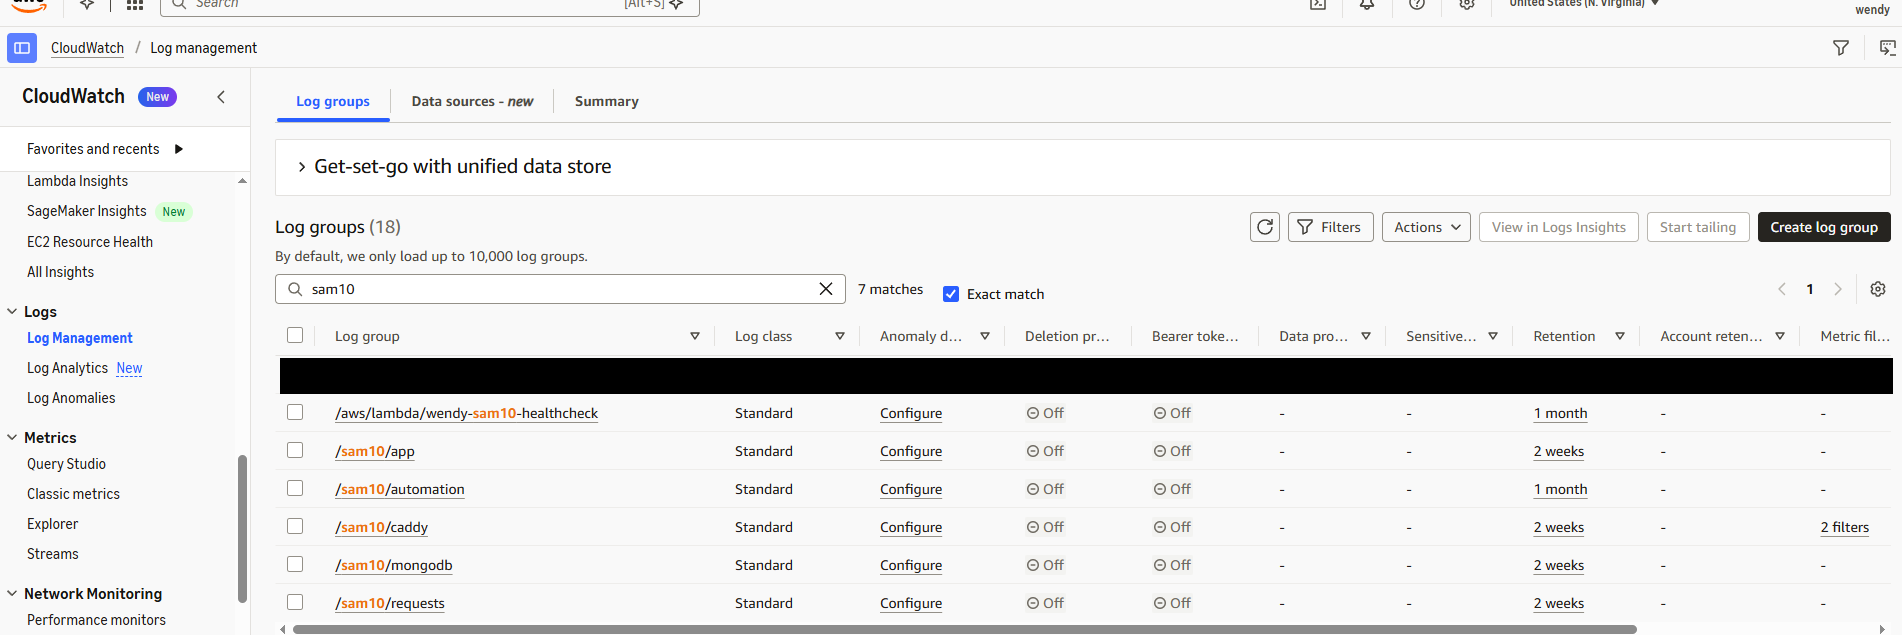 aws
Search
[Alt+S]
United States (N. Virginia)
wendy
CloudWatch / Log management
CloudWatch New
Favorites and recents
Lambda Insights
SageMaker Insights New
EC2 Resource Health
All Insights
Logs
Log Management
Log Analytics New
Log Anomalies
Metrics
Query Studio
Classic metrics
Explorer
Streams
Network Monitoring
Performance monitors
Log groups Data sources - new Summary
Get-set-go with unified data store
Log groups (18)
Filters Actions View in Logs Insights Start tailing Create log group
By default, we only load up to 10,000 log groups.
sam10 7 matches Exact match
1
Log group Log class Anomaly d... Deletion pr... Bearer toke... Data pro... Sensitive... Retention Account reten... Metric fil...
/aws/lambda/wendy-sam10-healthcheck Standard Configure Off Off - - 1 month - -
/sam10/app Standard Configure Off Off - - 2 weeks - -
/sam10/automation Standard Configure Off Off - - 1 month - -
/sam10/caddy Standard Configure Off Off - - 2 weeks - 2 filters
/sam10/mongodb Standard Configure Off Off - - 2 weeks - -
/sam10/requests Standard Configure Off Off - - 2 weeks - -